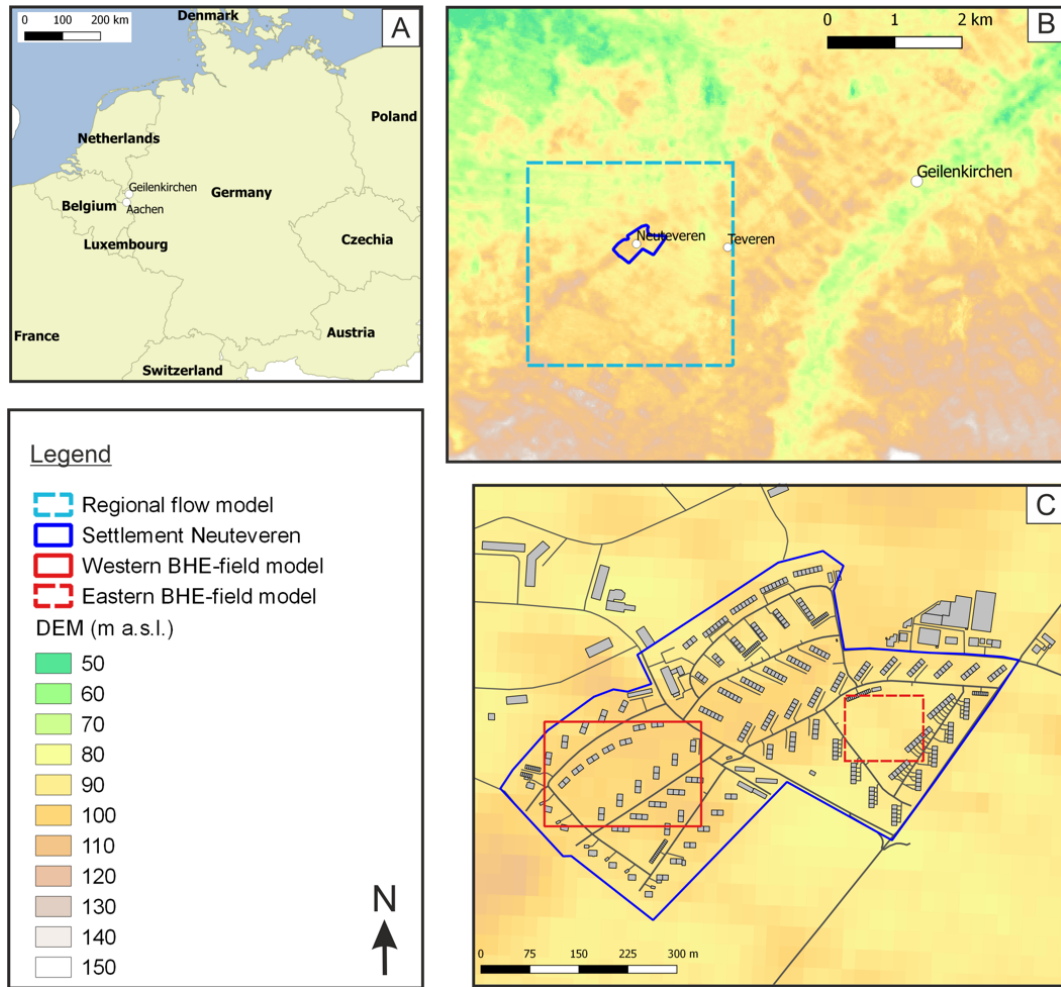 0 100 200 km
A
Denmark
Poland
Netherlands
Geilenkirchen
Germany
Belgium
Aachen
Luxembourg
Czechia
France
Austria
Switzerland
0 1 2 km
B
Geilenkirchen
Neuteveren
Teveren
Legend
Regional flow model
Settlement Neuteveren
Western BHE-field model
Eastern BHE-field model
DEM (m a.s.l.)
50
60
70
80
90
100
110
120
130
140
150
N
C
0 75 150 225 300 m